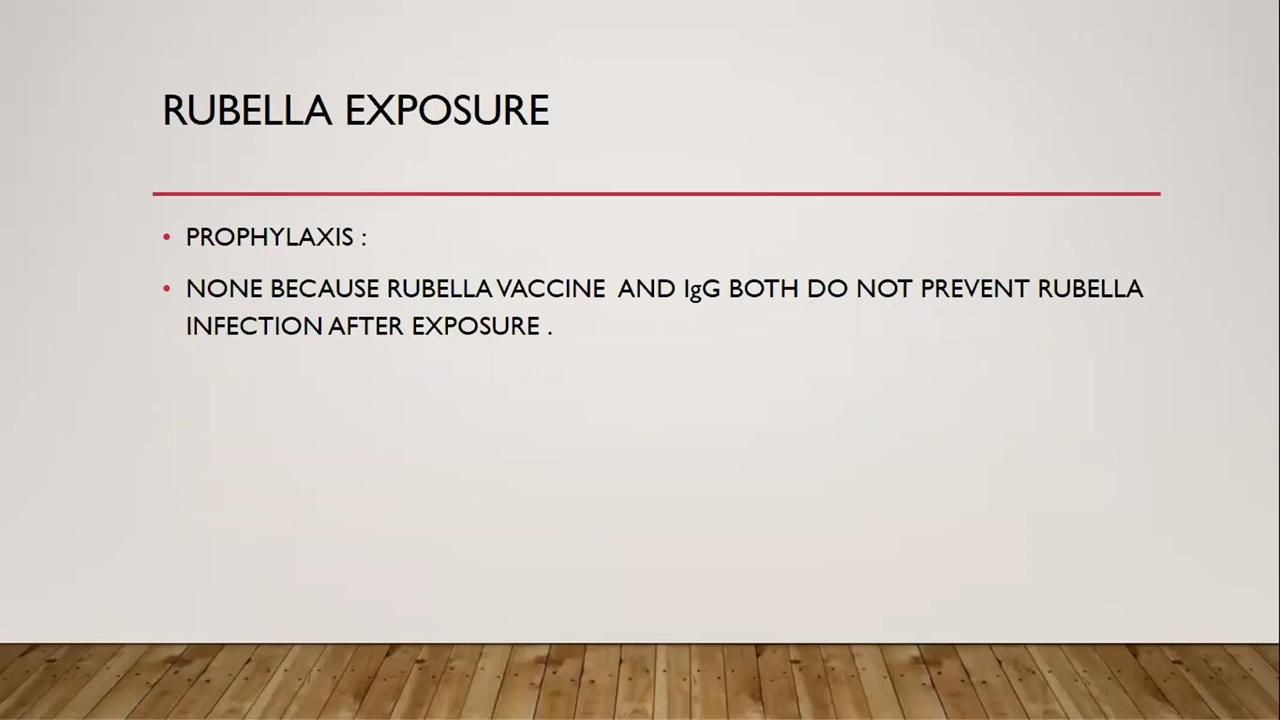 RUBELLA EXPOSURE
• PROPHYLAXIS :
• NONE BECAUSE RUBELLA VACCINE AND IgG BOTH DO NOT PREVENT RUBELLA
INFECTION AFTER EXPOSURE .